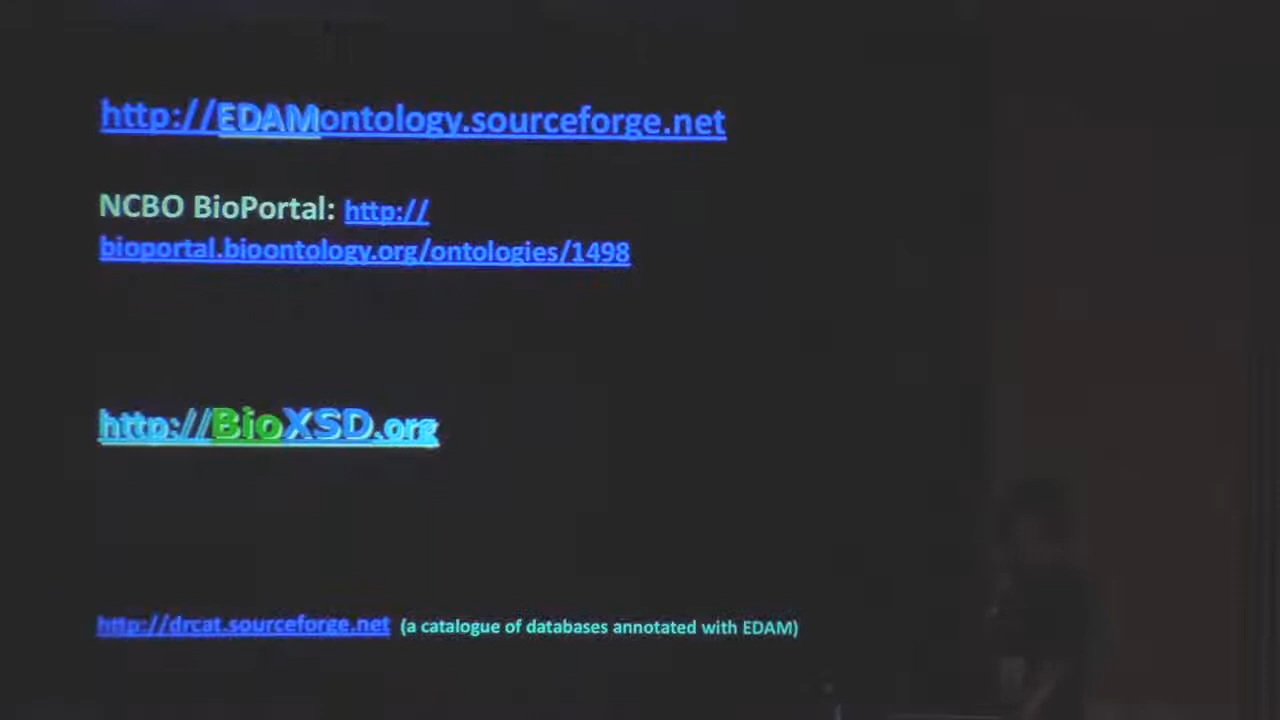 http://EDAMontology.sourceforge.net
NCBO BioPortal: http://
bioportal.bioontology.org/ontologies/1498
http://BioXSD.org
http://drcat.sourceforge.net (a catalogue of databases annotated with EDAM)